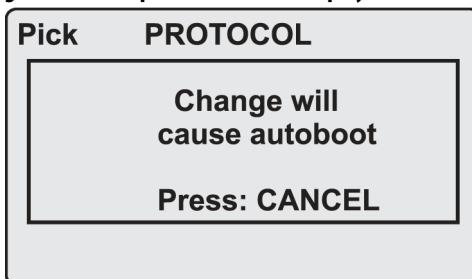 Pick PROTOCOL
Change will
cause autoboot
Press: CANCEL